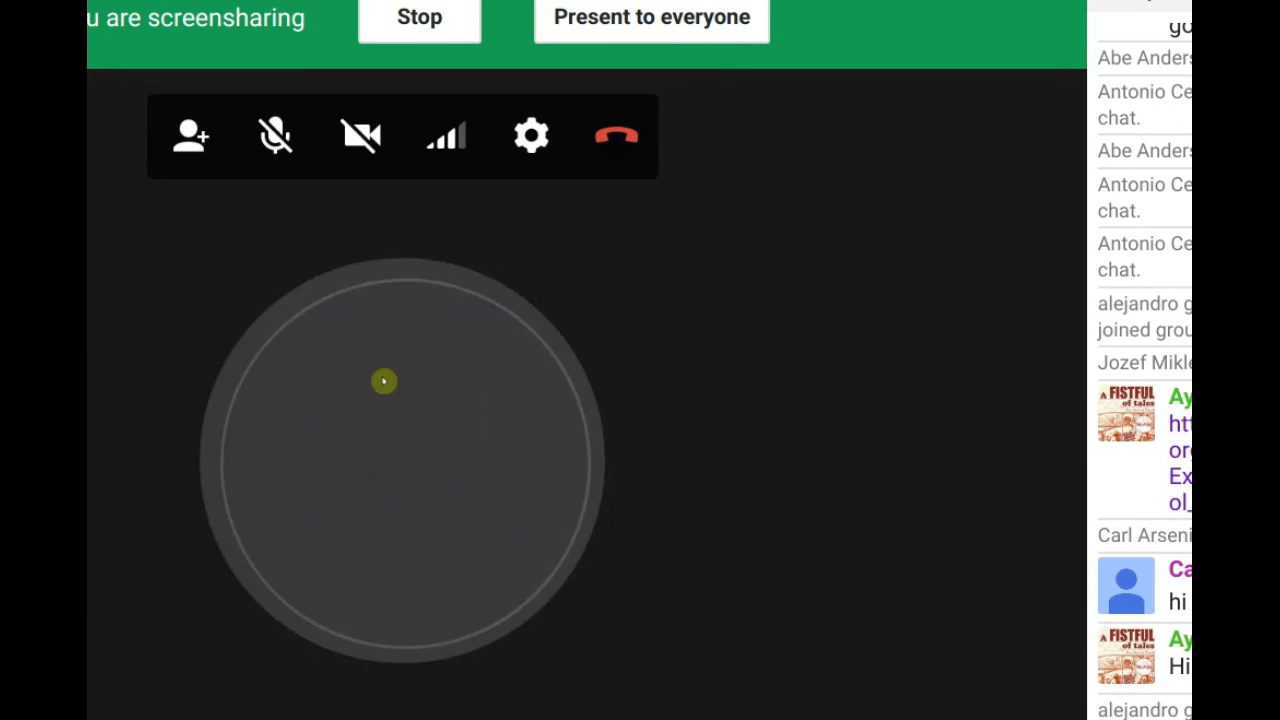 u are screensharing
Stop
Present to everyone
Abe Anders
Antonio Ce
chat.
Abe Anders
Antonio Ce
chat.
Antonio Ce
chat.
alejandro g
joined grou
Jozef Mikle
A FISTFUL
of tales
Ay
htt
or
Ex
ol_
Carl Arseni
Ca
hi
A FISTFUL
of tales
Ay
Hi
alejandro g